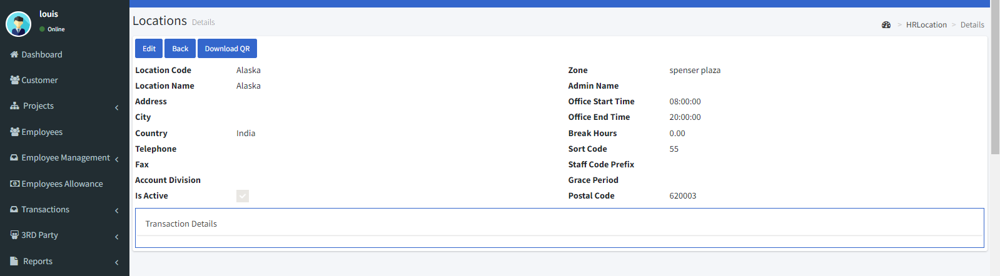 louis
Online
Dashboard
Customer
Projects
Employees
Employee Management
Employees Allowance
Transactions
3RD Party
Reports
Locations Details
> HRLocation > Details
Edit Back Download QR
Location Code Alaska
Location Name Alaska
Address
City
Country India
Telephone
Fax
Account Division
Is Active
Zone spenser plaza
Admin Name
Office Start Time 08:00:00
Office End Time 20:00:00
Break Hours 0.00
Sort Code 55
Staff Code Prefix
Grace Period
Postal Code 620003
Transaction Details